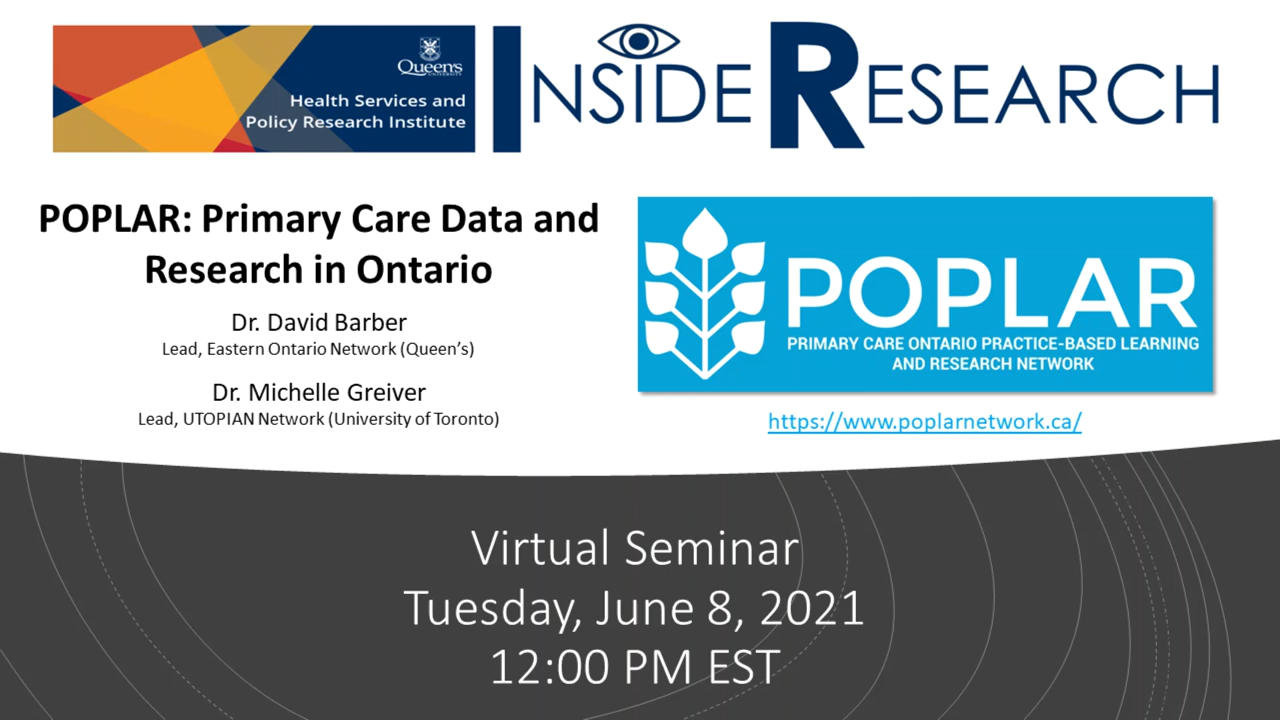 Queen's
UNIVERSITY
Health Services and
Policy Research Institute
INSIDE RESEARCH
POPLAR: Primary Care Data and
Research in Ontario
Dr. David Barber
Lead, Eastern Ontario Network (Queen's)
Dr. Michelle Greiver
Lead, UTOPIAN Network (University of Toronto)
POPLAR
PRIMARY CARE ONTARIO PRACTICE-BASED LEARNING
AND RESEARCH NETWORK
https://www.poplarnetwork.ca/
Virtual Seminar
Tuesday, June 8, 2021
12:00 PM EST